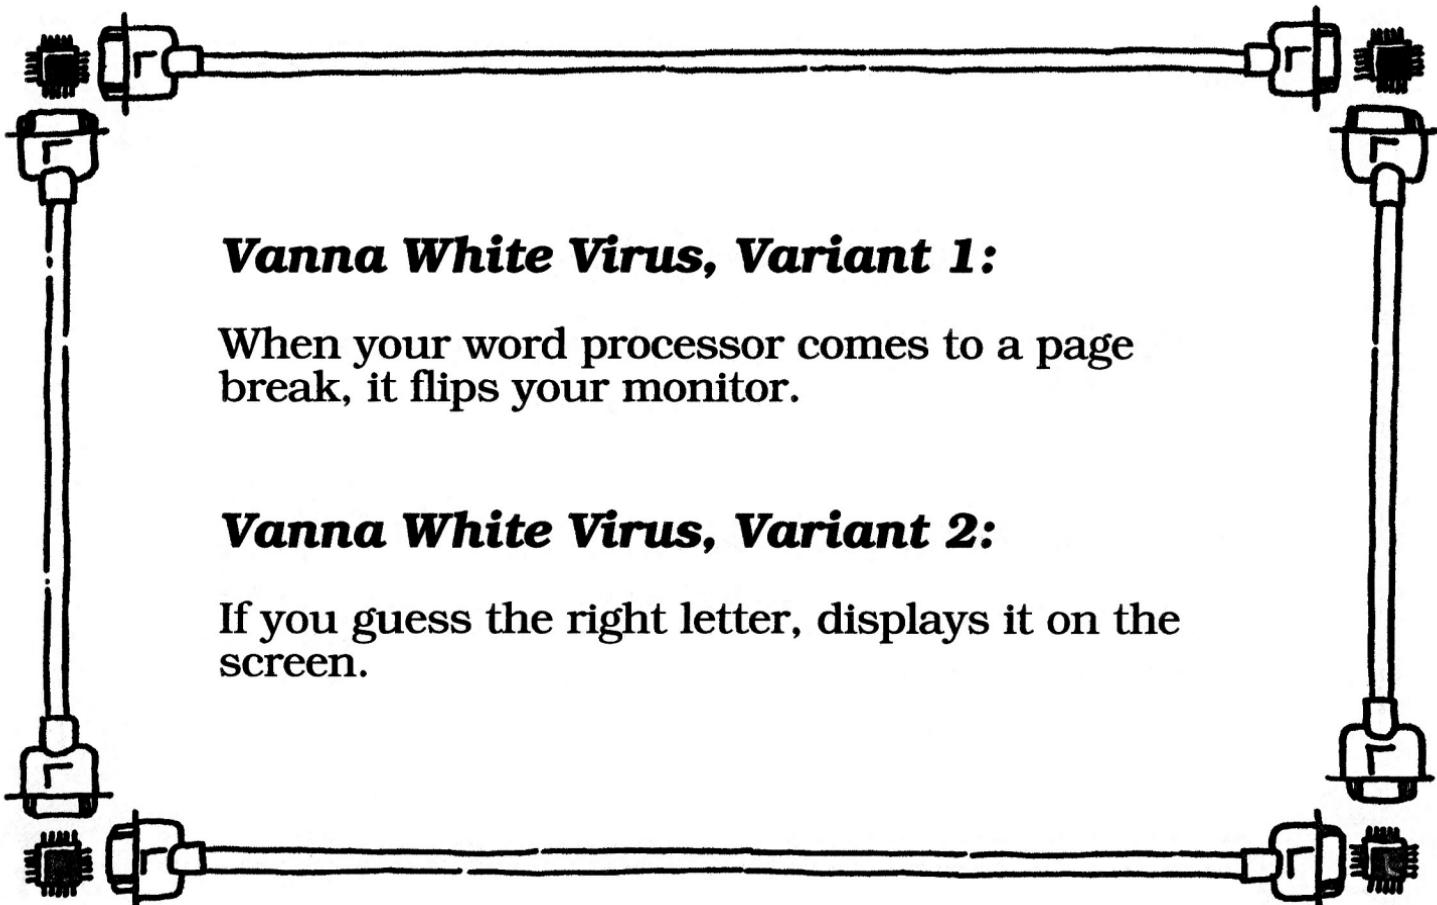 Vanna White Virus, Variant 1:
When your word processor comes to a page
break, it flips your monitor.
Vanna White Virus, Variant 2:
If you guess the right letter, displays it on the
screen.